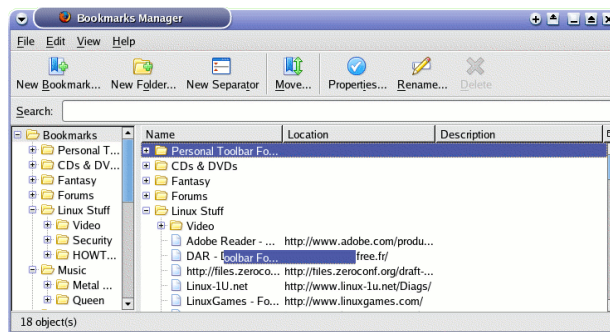 Bookmarks Manager
File Edit View Help
New Bookmark... New Folder... New Separator Move... Properties... Rename... Delete
Search:
Bookmarks
Personal T...
CDs & DV...
Fantasy
Forums
Linux Stuff
Video
Security
HOWT...
Music
Metal ...
Queen
Name Location Description
Personal Toolbar Fo...
CDs & DVDs
Fantasy
Forums
Linux Stuff
Video
Adobe Reader - ... http://www.adobe.com/produ...
DAR - oolbar Fo... free.fr/
http://files.zeroco... http://files.zeroconf.org/draft-...
Linux-1U.net http://www.linux-1u.net/Diags/
LinuxGames - Fo... http://www.linuxgames.com/
18 object(s)